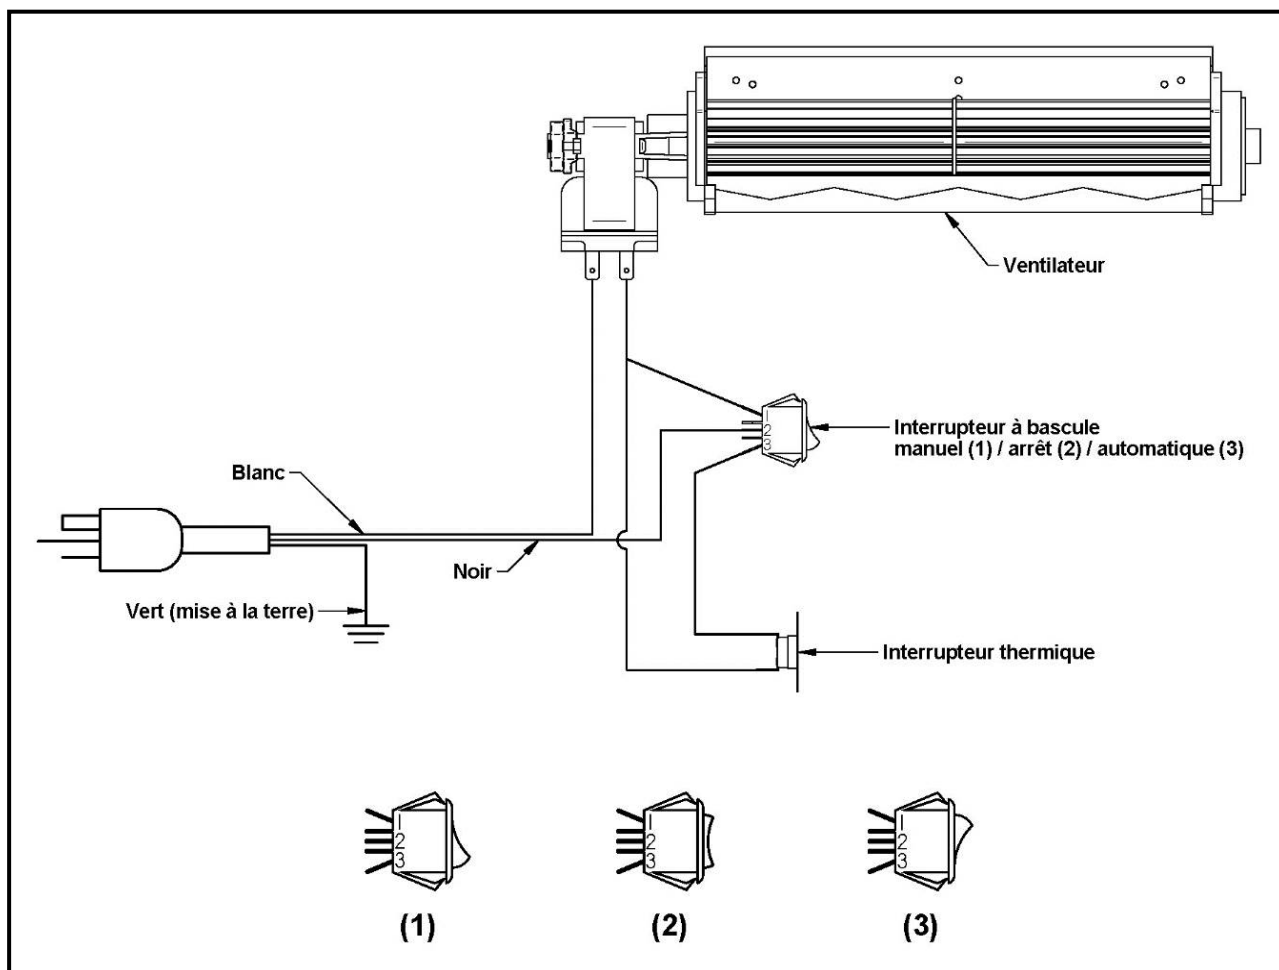 Ventilateur
1
2
3
Interrupteur à bascule
manuel (1) / arrêt (2) / automatique (3)
Blanc
Noir
Vert (mise à la terre)
Interrupteur thermique
1
2
3
(1)
1
2
3
(2)
1
2
3
(3)